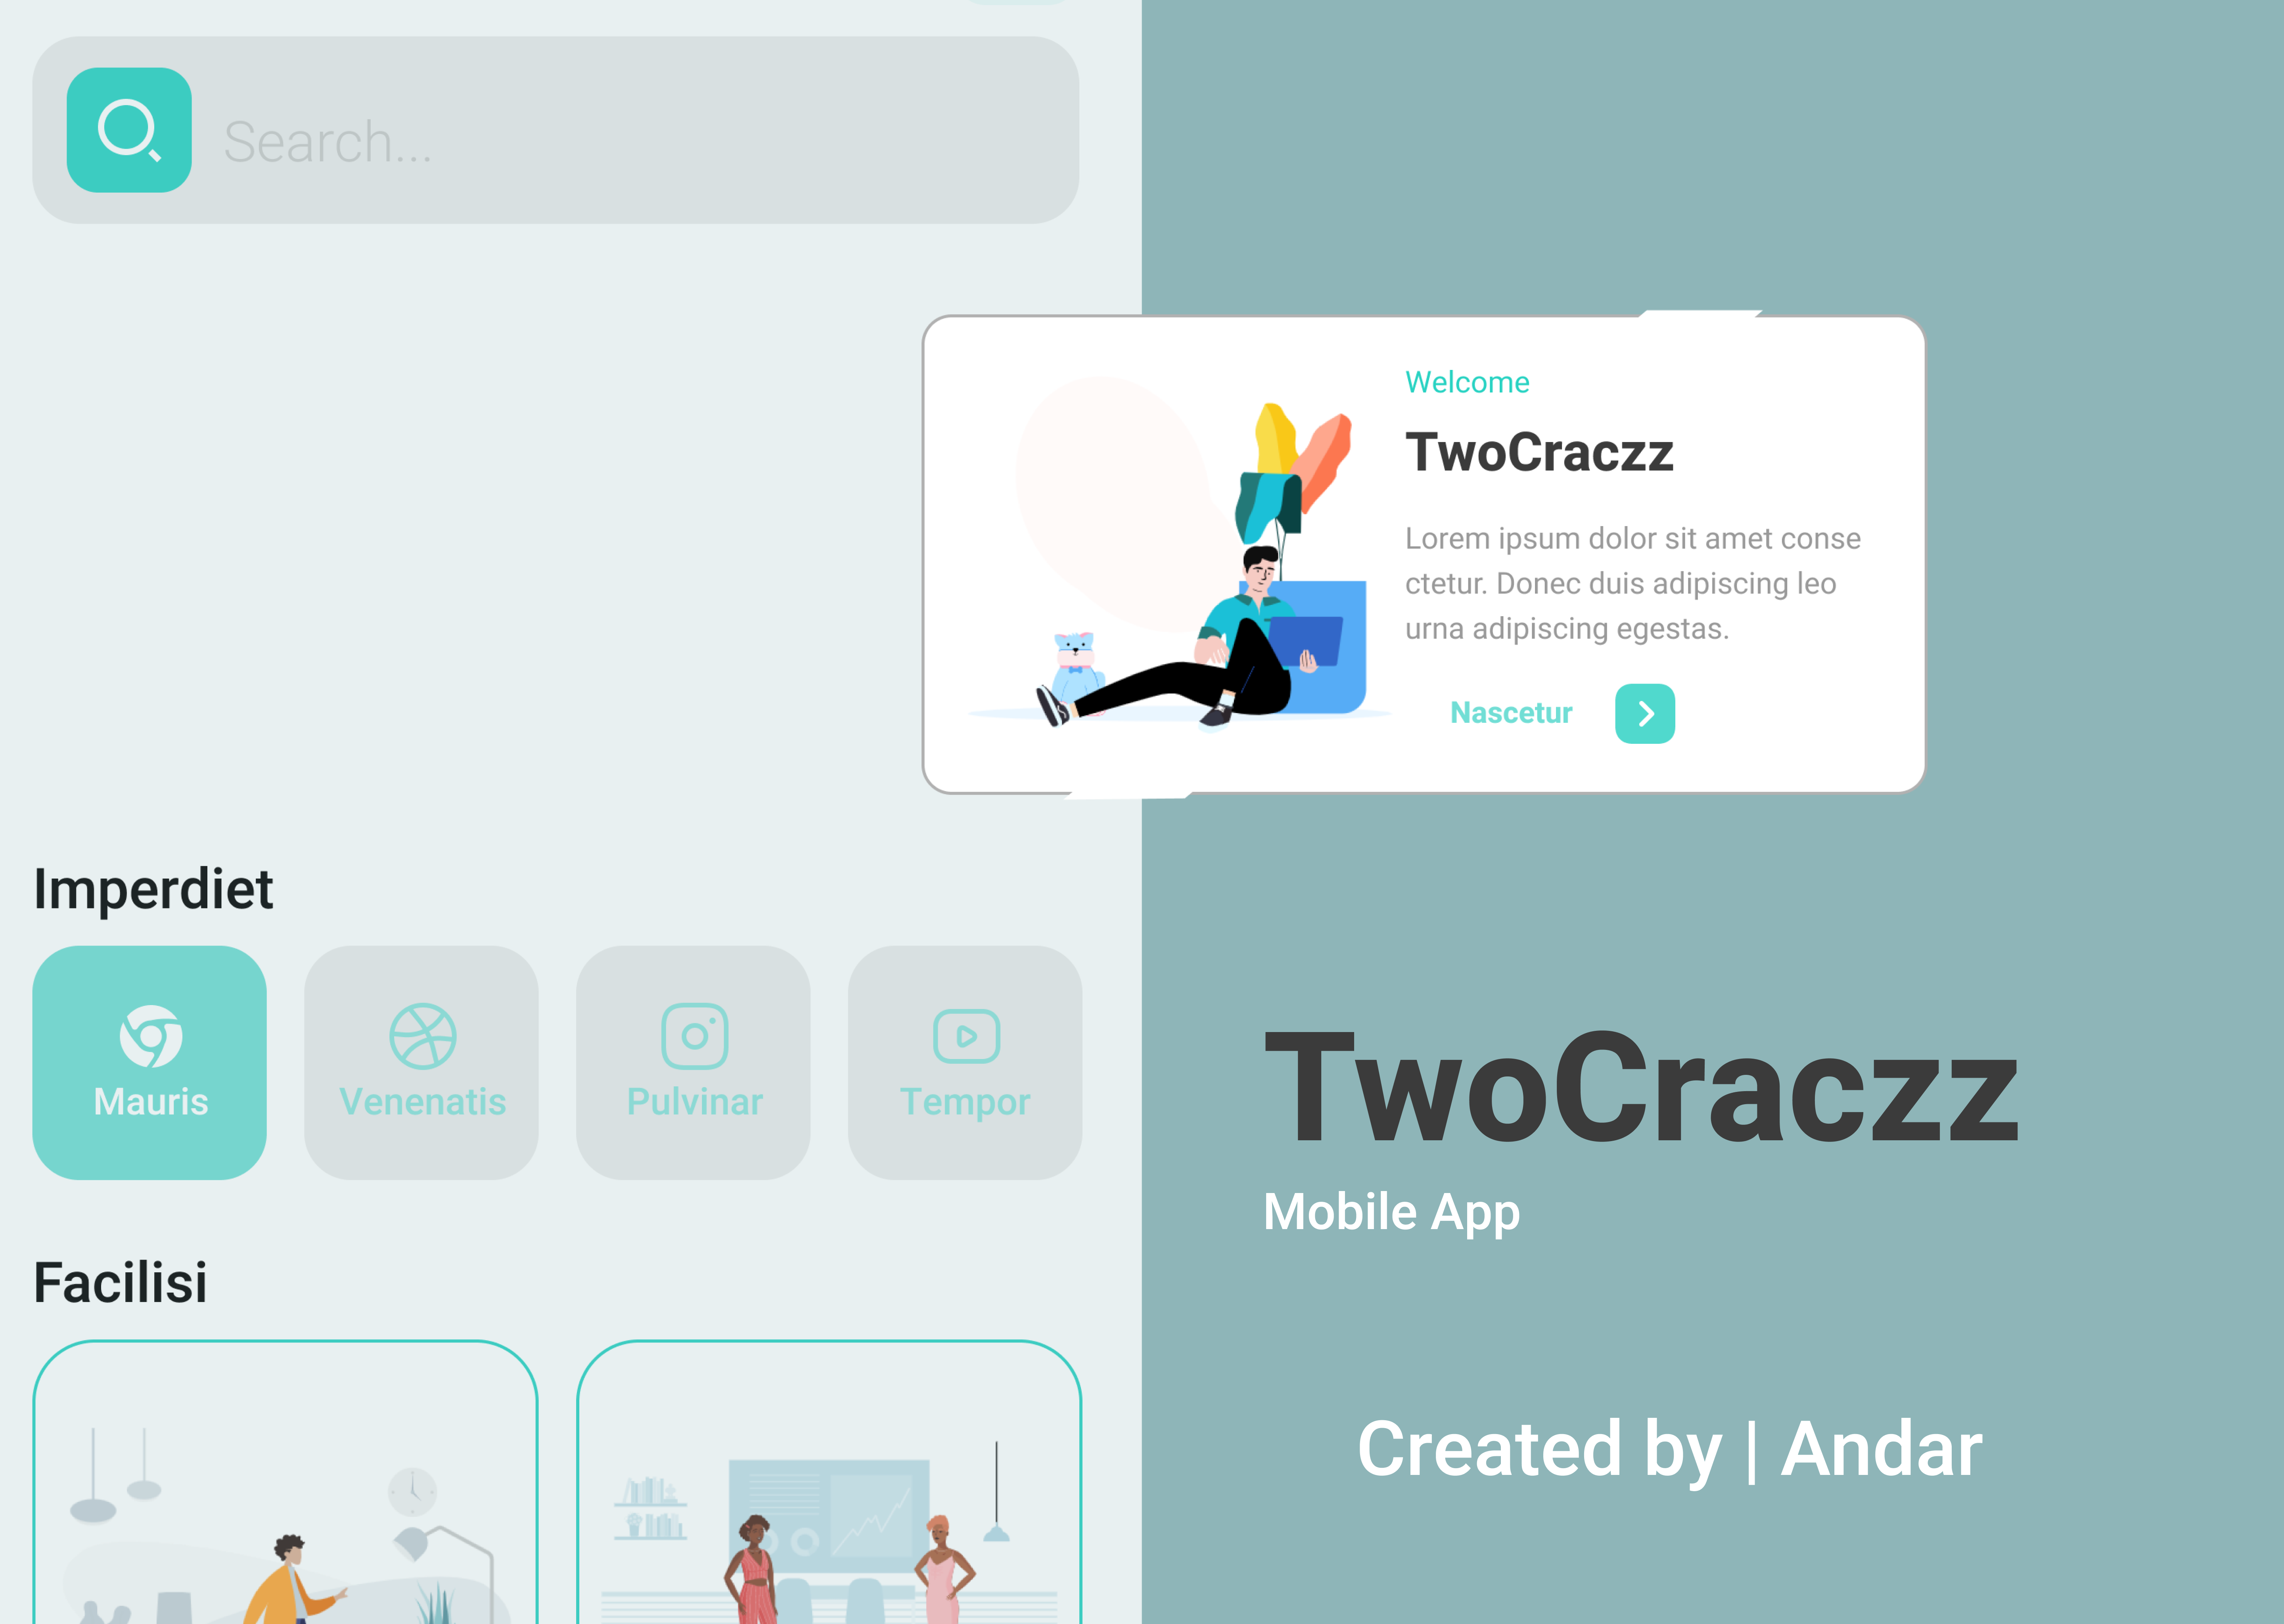 Search...
Welcome
TwoCraczz
Lorem ipsum dolor sit amet conse
ctetur. Donec duis adipiscing leo
urna adipiscing egestas.
Nascetur
Imperdiet
Mauris
Venenatis
Pulvinar
Tempor
Facilisi
TwoCraczz
Mobile App
Created by | Andar